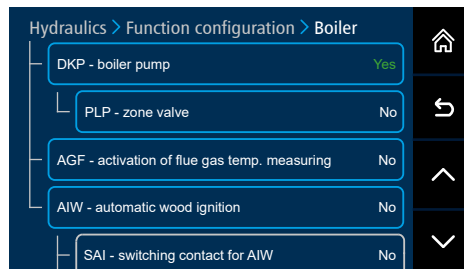 Hydraulics > Function configuration > Boiler
DKP - boiler pump Yes
PLP - zone valve No
AGF - activation of flue gas temp. measuring No
AIW - automatic wood ignition No
SAI - switching contact for AIW No